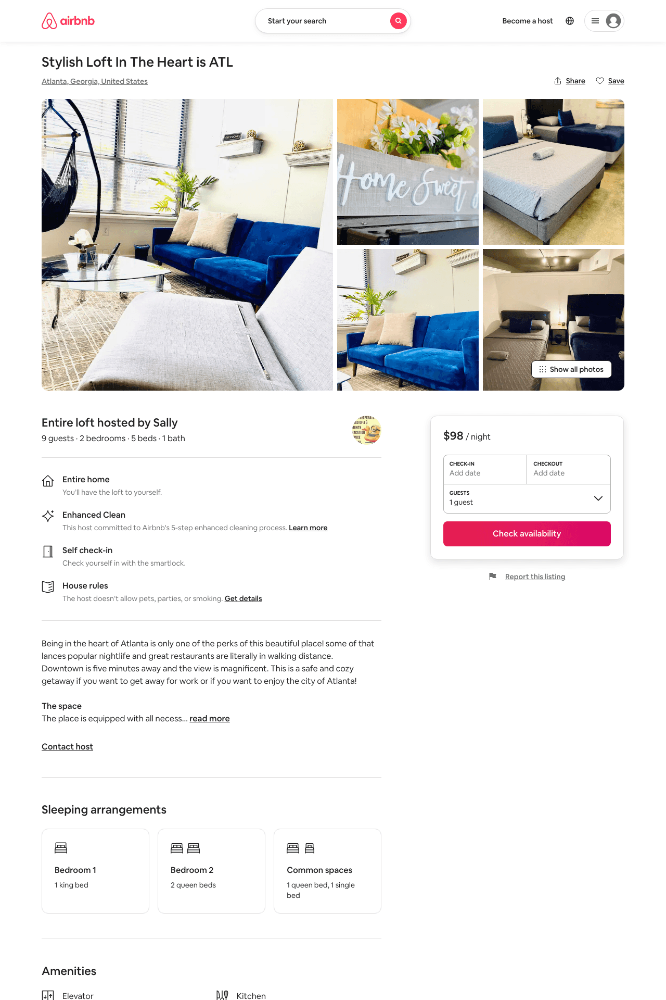 airbnb
Start your search
Become a host
Stylish Loft In The Heart is ATL
Atlanta, Georgia, United States
Share
Save
GET IT DONE
Home Sweet
Show all photos
Entire loft hosted by Sally
9 guests · 2 bedrooms · 5 beds · 1 bath
DESPERATE
OF A 6
MONTH
VACATION
$98 / night
CHECK-IN
Add date
CHECKOUT
Add date
GUESTS
1 guest
Check availability
Report this listing
Entire home
You’ll have the loft to yourself.
Enhanced Clean
This host committed to Airbnb's 5-step enhanced cleaning process. Learn more
Self check-in
Check yourself in with the smartlock.
House rules
The host doesn’t allow pets, parties, or smoking. Get details
Being in the heart of Atlanta is only one of the perks of this beautiful place! some of that
lances popular nightlife and great restaurants are literally in walking distance.
Downtown is five minutes away and the view is magnificent. This is a safe and cozy
getaway if you want to get away for work or if you want to enjoy the city of Atlanta!
The space
The place is equipped with all necess... read more
Contact host
Sleeping arrangements
Bedroom 1
1 king bed
Bedroom 2
2 queen beds
Common spaces
1 queen bed, 1 single
bed
Amenities
Elevator
Kitchen